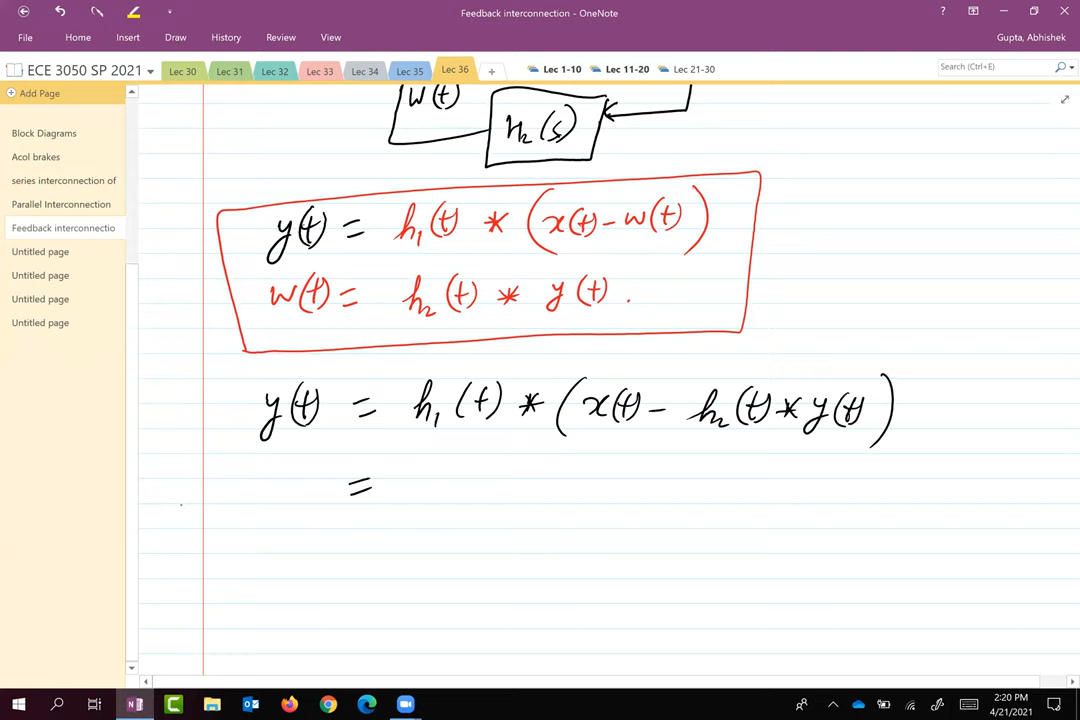 Feedback interconnection - OneNote
? Gupta, Abhishek
File Home Insert Draw History Review View
ECE 3050 SP 2021 Lec 30 Lec 31 Lec 32 Lec 33 Lec 34 Lec 35 Lec 36 + Lec 1-10 Lec 11-20 Lec 21-30 Search (Ctrl+E)
Add Page
Block Diagrams
Acol brakes
series interconnection of
Parallel Interconnection
Feedback interconnectio
Untitled page
Untitled page
Untitled page
Untitled page
w(t)
H₂(s)
y(t) = h₁(t) * (x(t) - w(t))
w(t) = h₂(t) * y(t).
y(t) = h₁(t) * (x(t) - h₂(t) * y(t))
=
2:20 PM
4/21/2021